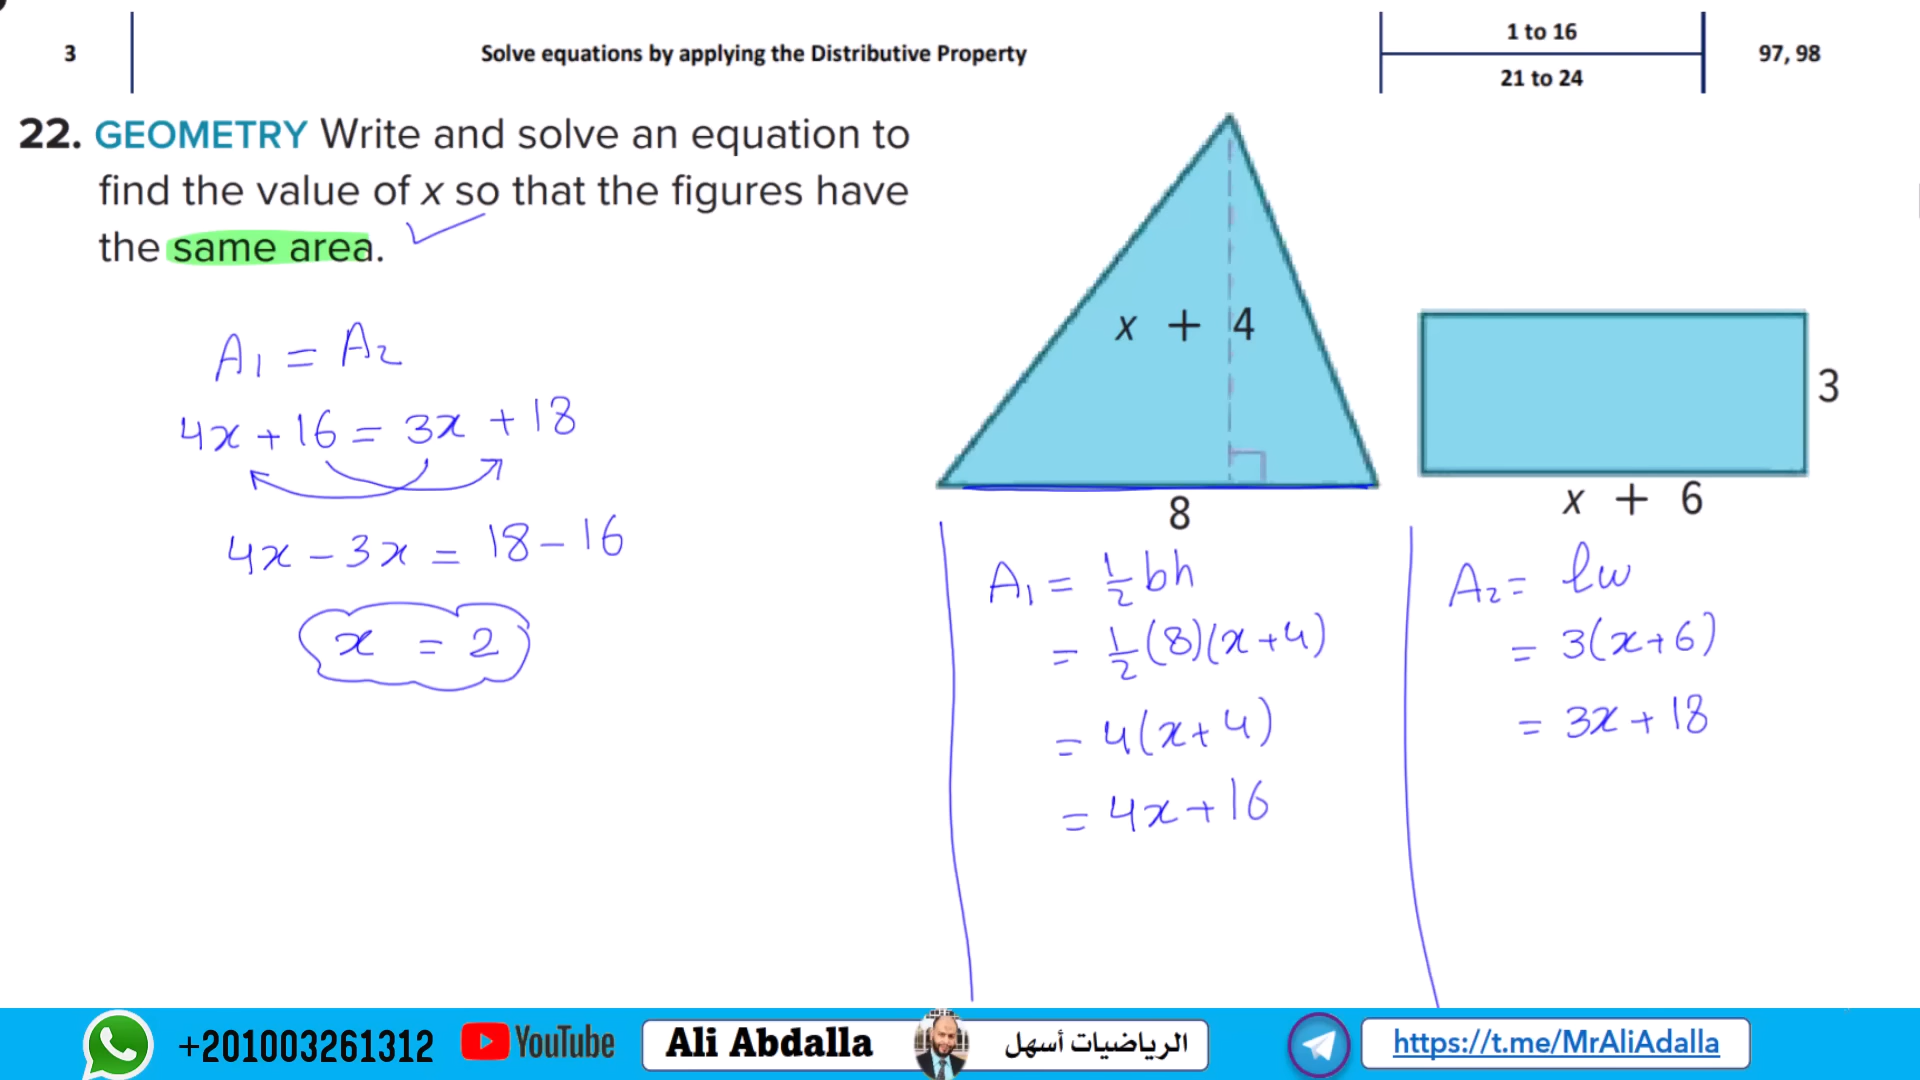 3
Solve equations by applying the Distributive Property
1 to 16
21 to 24
97, 98
22. GEOMETRY Write and solve an equation to
find the value of x so that the figures have
the same area.
x + 4
8
3
x + 6
A₁ = A₂
4x + 16 = 3x + 18
4x - 3x = 18 - 16
x = 2
A₁ = ½ bh
= ½ (8)(x+4)
= 4(x+4)
= 4x + 16
A₂ = lw
= 3(x+6)
= 3x + 18
+201003261312
YouTube
Ali Abdalla
الرياضيات أسهل
https://t.me/MrAliAdalla